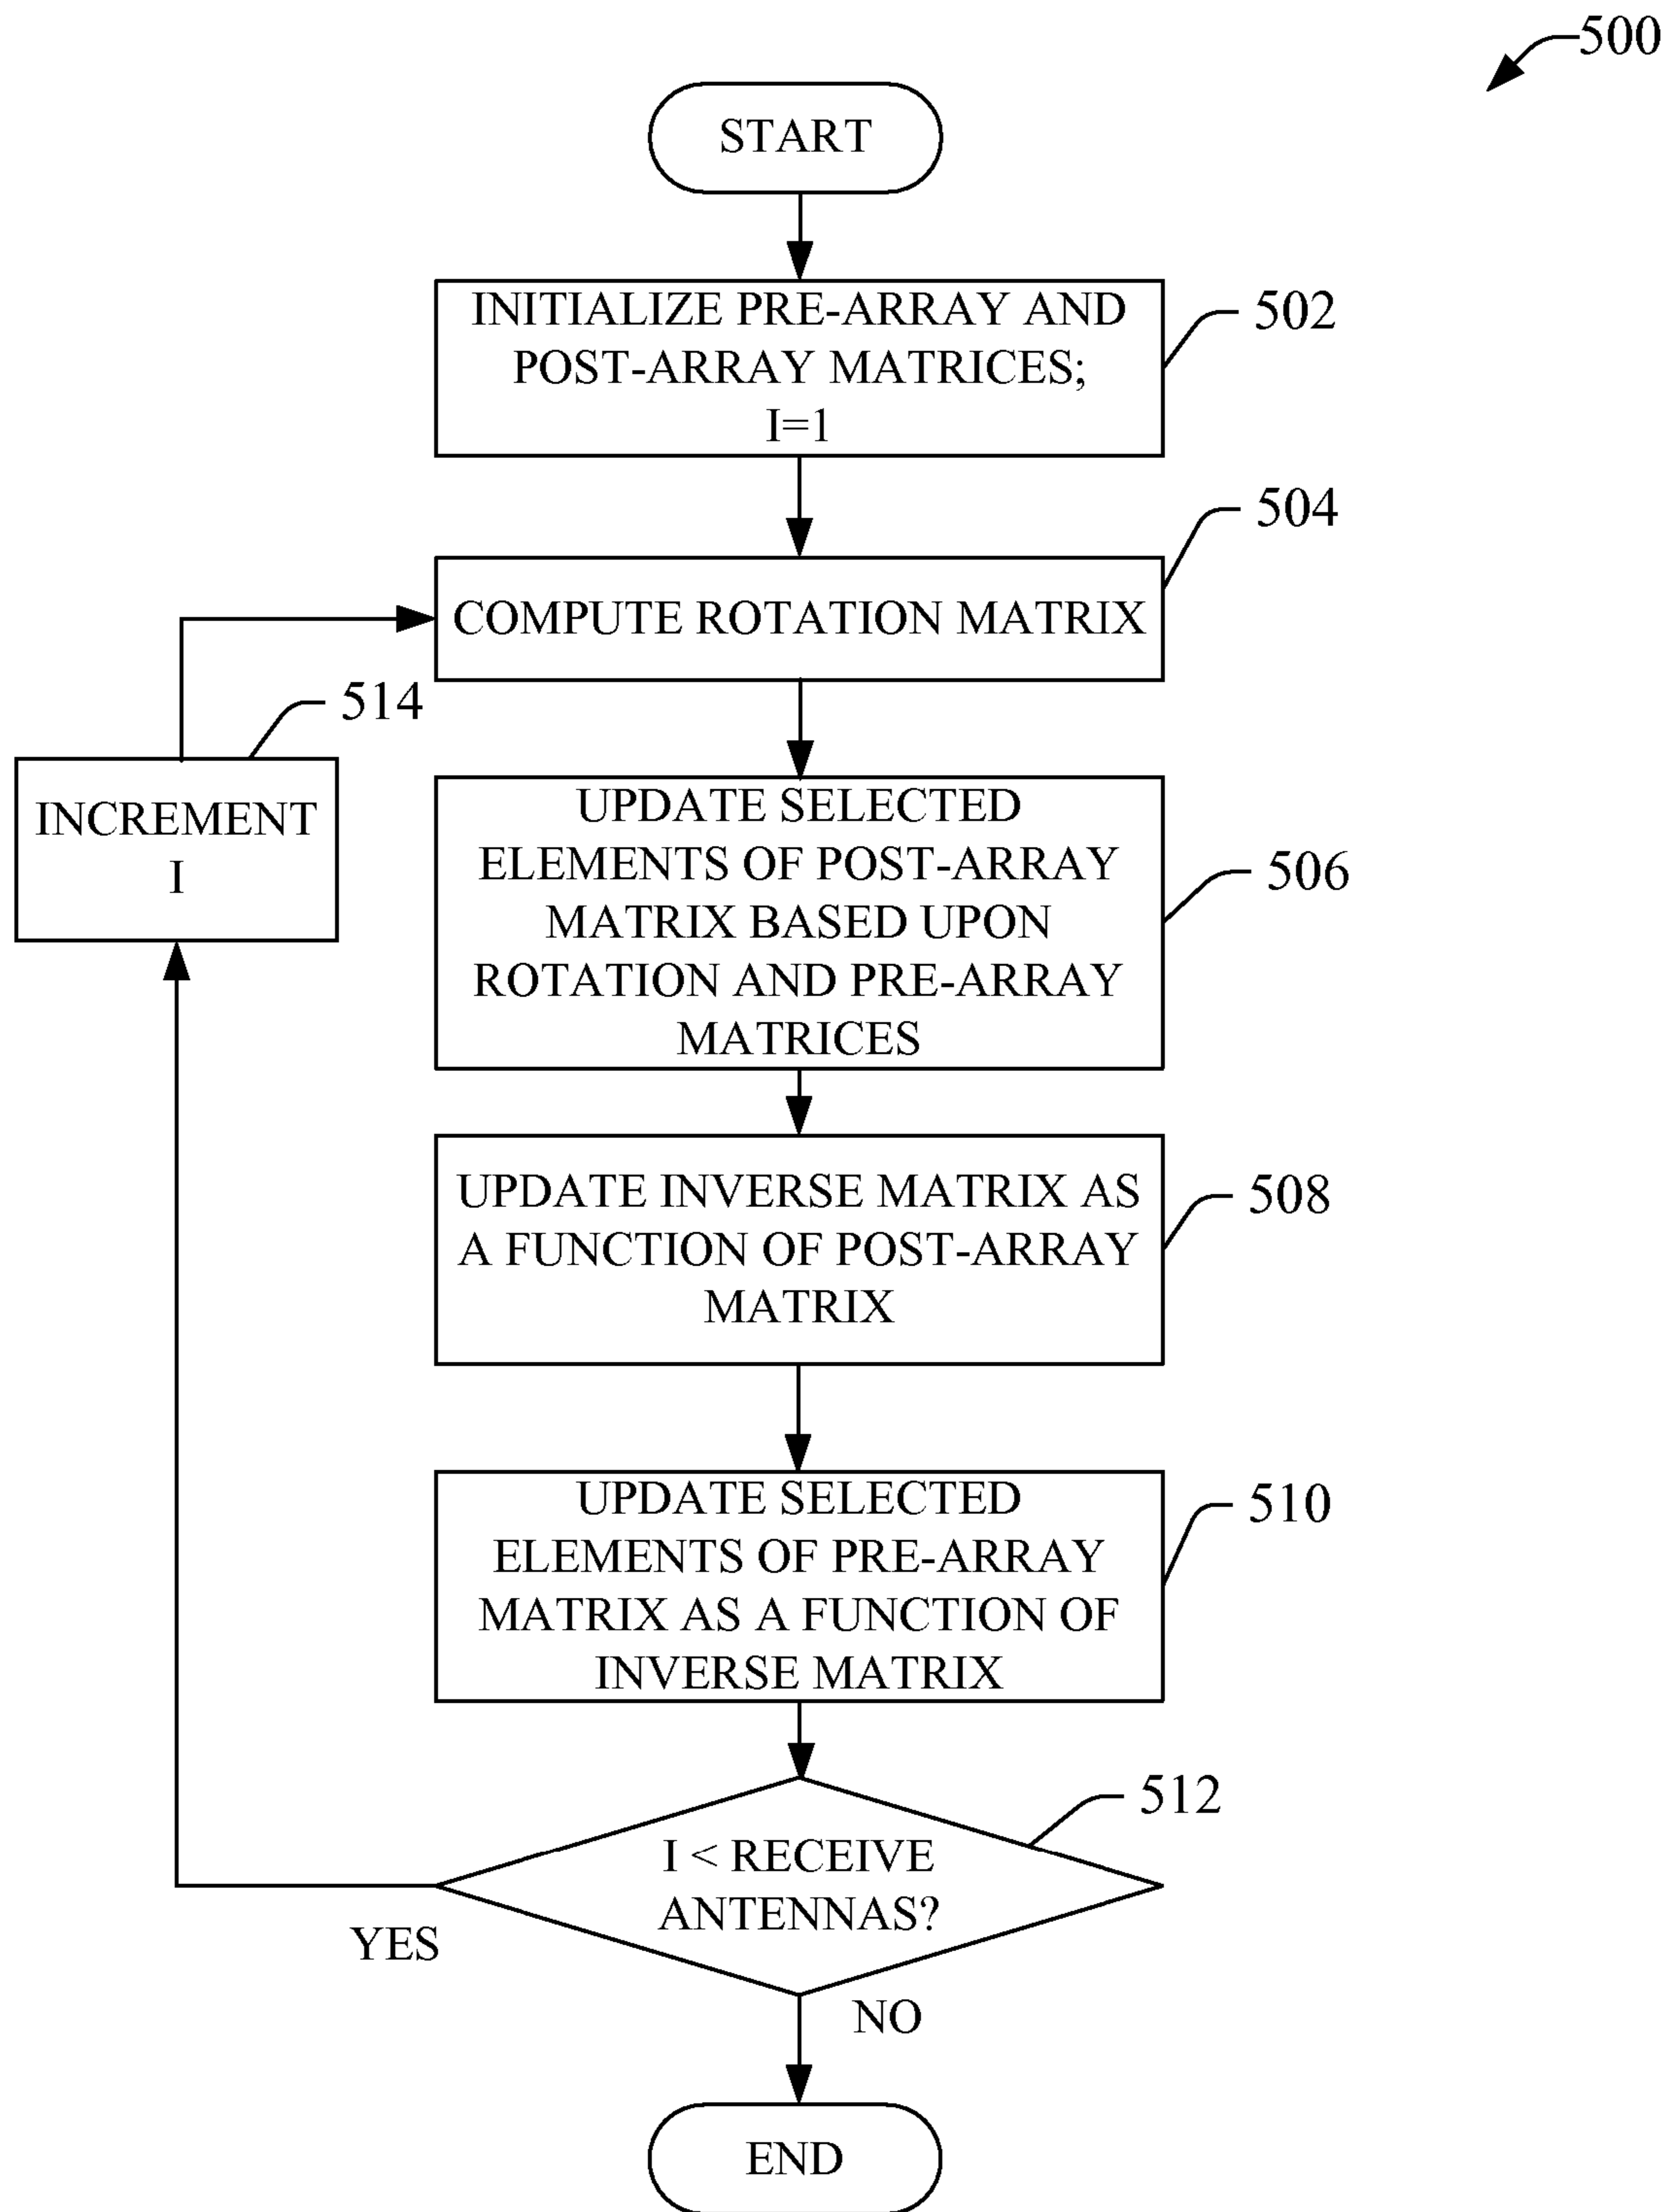 500
START
INITIALIZE PRE-ARRAY AND
POST-ARRAY MATRICES;
I=1
502
504
COMPUTE ROTATION MATRIX
514
INCREMENT
I
UPDATE SELECTED
ELEMENTS OF POST-ARRAY
MATRIX BASED UPON
ROTATION AND PRE-ARRAY
MATRICES
506
UPDATE INVERSE MATRIX AS
A FUNCTION OF POST-ARRAY
MATRIX
508
UPDATE SELECTED
ELEMENTS OF PRE-ARRAY
MATRIX AS A FUNCTION OF
INVERSE MATRIX
510
512
I < RECEIVE
ANTENNAS?
YES
NO
END